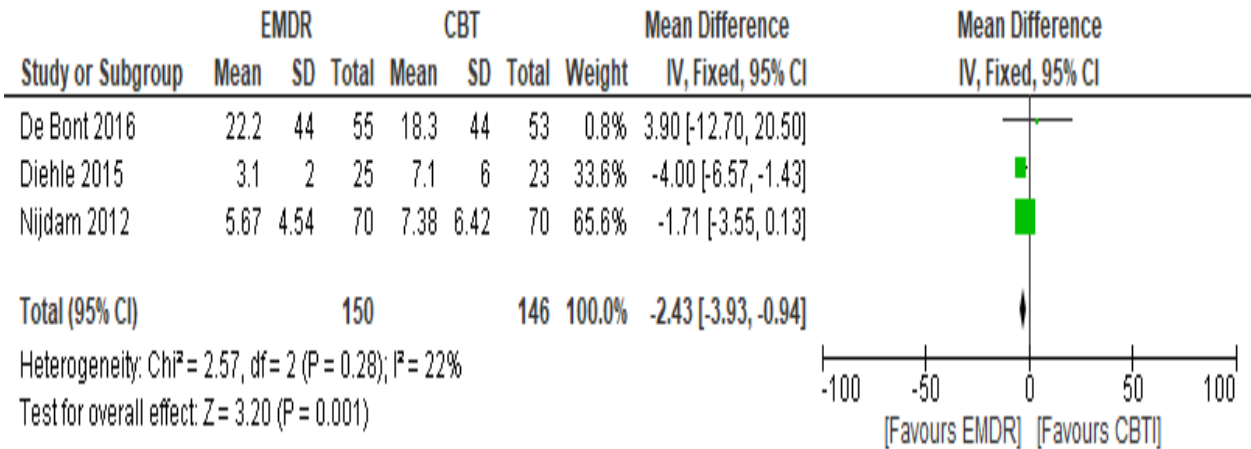 EMDR CBT Mean Difference Mean Difference
Study or Subgroup Mean SD Total Mean SD Total Weight IV, Fixed, 95% CI IV, Fixed, 95% CI
De Bont 2016 22.2 44 55 18.3 44 53 0.8% 3.90 [-12.70, 20.50]
Diehle 2015 3.1 2 25 7.1 6 23 33.6% -4.00 [-6.57, -1.43]
Nijdam 2012 5.67 4.54 70 7.38 6.42 70 65.6% -1.71 [-3.55, 0.13]
Total (95% CI) 150 146 100.0% -2.43 [-3.93, -0.94]
Heterogeneity: Chi² = 2.57, df = 2 (P = 0.28); I² = 22%
Test for overall effect: Z = 3.20 (P = 0.001)
-100 -50 0 50 100
[Favours EMDR] [Favours CBTI]